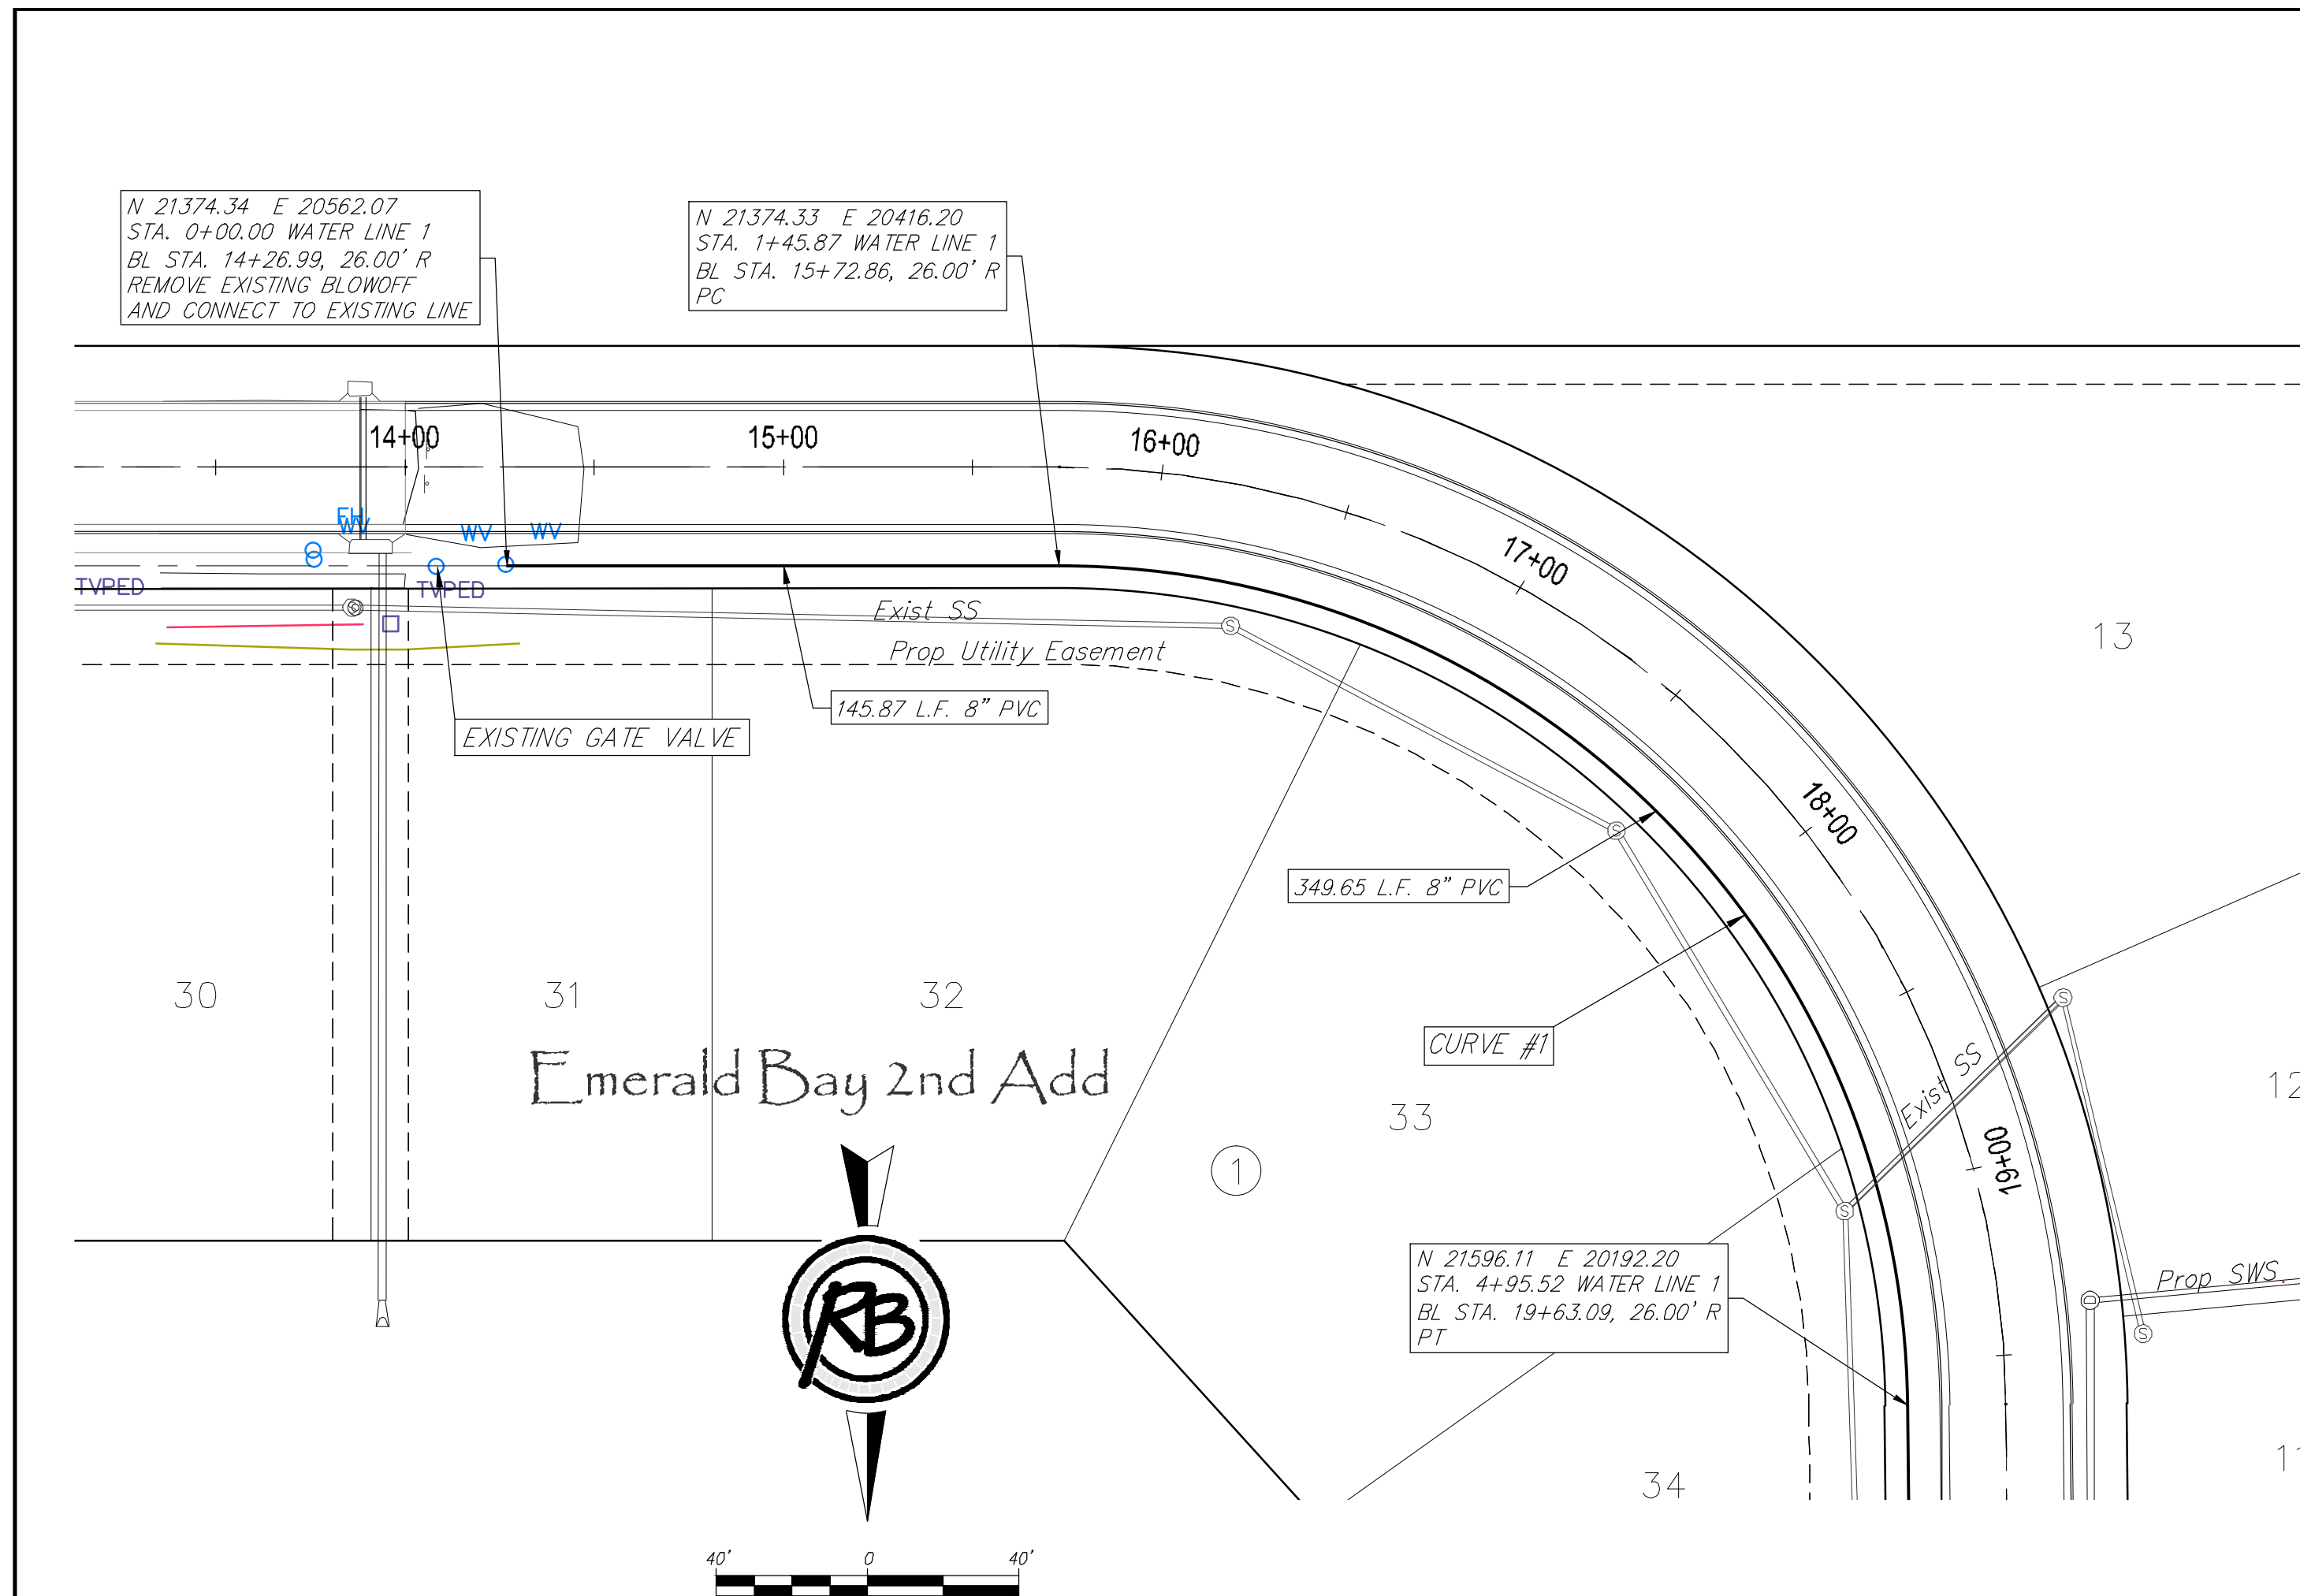 N 21374.34 E 20562.07
STA. 0+00.00 WATER LINE 1
BL STA. 14+26.99, 26.00' R
REMOVE EXISTING BLOWOFF
AND CONNECT TO EXISTING LINE
N 21374.33 E 20416.20
STA. 1+45.87 WATER LINE 1
BL STA. 15+72.86, 26.00' R
PC
14+00
15+00
16+00
17+00
18+00
19+00
FH
WV
WV
WV
TVPED
TVPED
Exist SS
Prop Utility Easement
145.87 L.F. 8" PVC
EXISTING GATE VALVE
13
349.65 L.F. 8" PVC
CURVE #1
30
31
32
33
34
Emerald Bay 2nd Add
1
Exist SS
12
11
N 21596.11 E 20192.20
STA. 4+95.52 WATER LINE 1
BL STA. 19+63.09, 26.00' R
PT
Prop SWS
S
S
S
S
S
RB
40' 0 40'